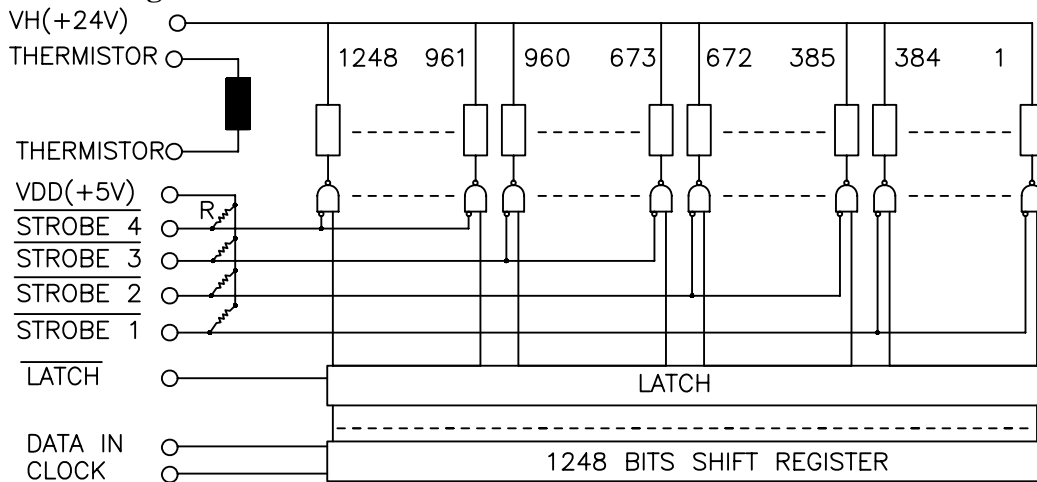 VH(+24V)
THERMISTOR
1248 961 960 673 672 385 384 1
THERMISTOR
VDD(+5V)
R
STROBE 4
STROBE 3
STROBE 2
STROBE 1
LATCH
LATCH
DATA IN
CLOCK
1248 BITS SHIFT REGISTER